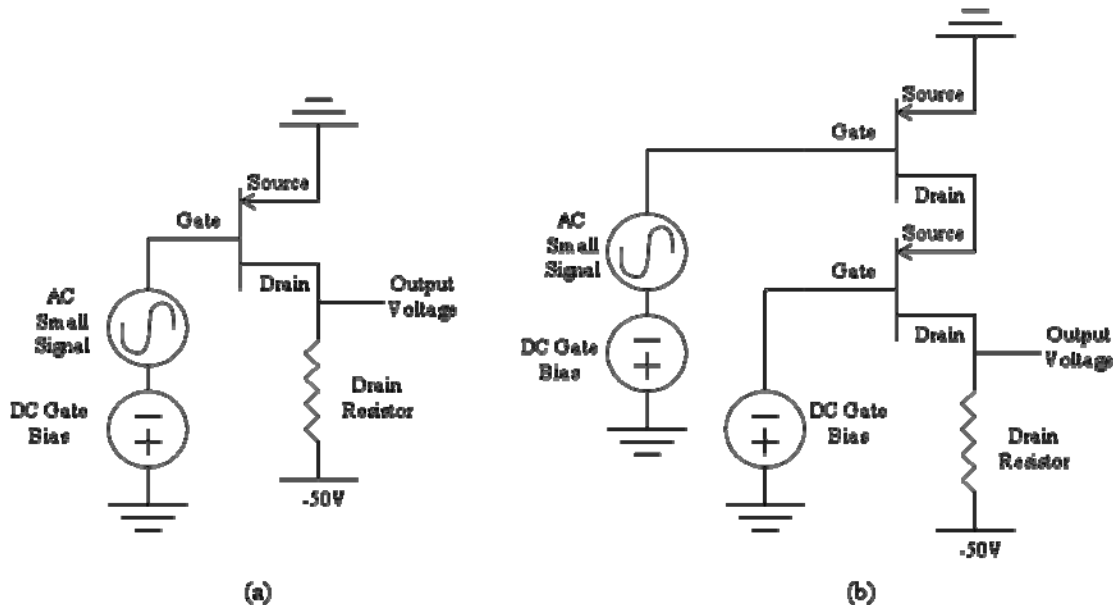 Source
Gate
Drain
AC
Small
Signal
DC Gate
Bias
Output
Voltage
Drain
Resistor
-50V
(a)
Source
Gate
Drain
Source
Gate
Drain
AC
Small
Signal
DC Gate
Bias
DC Gate
Bias
Output
Voltage
Drain
Resistor
-50V
(b)